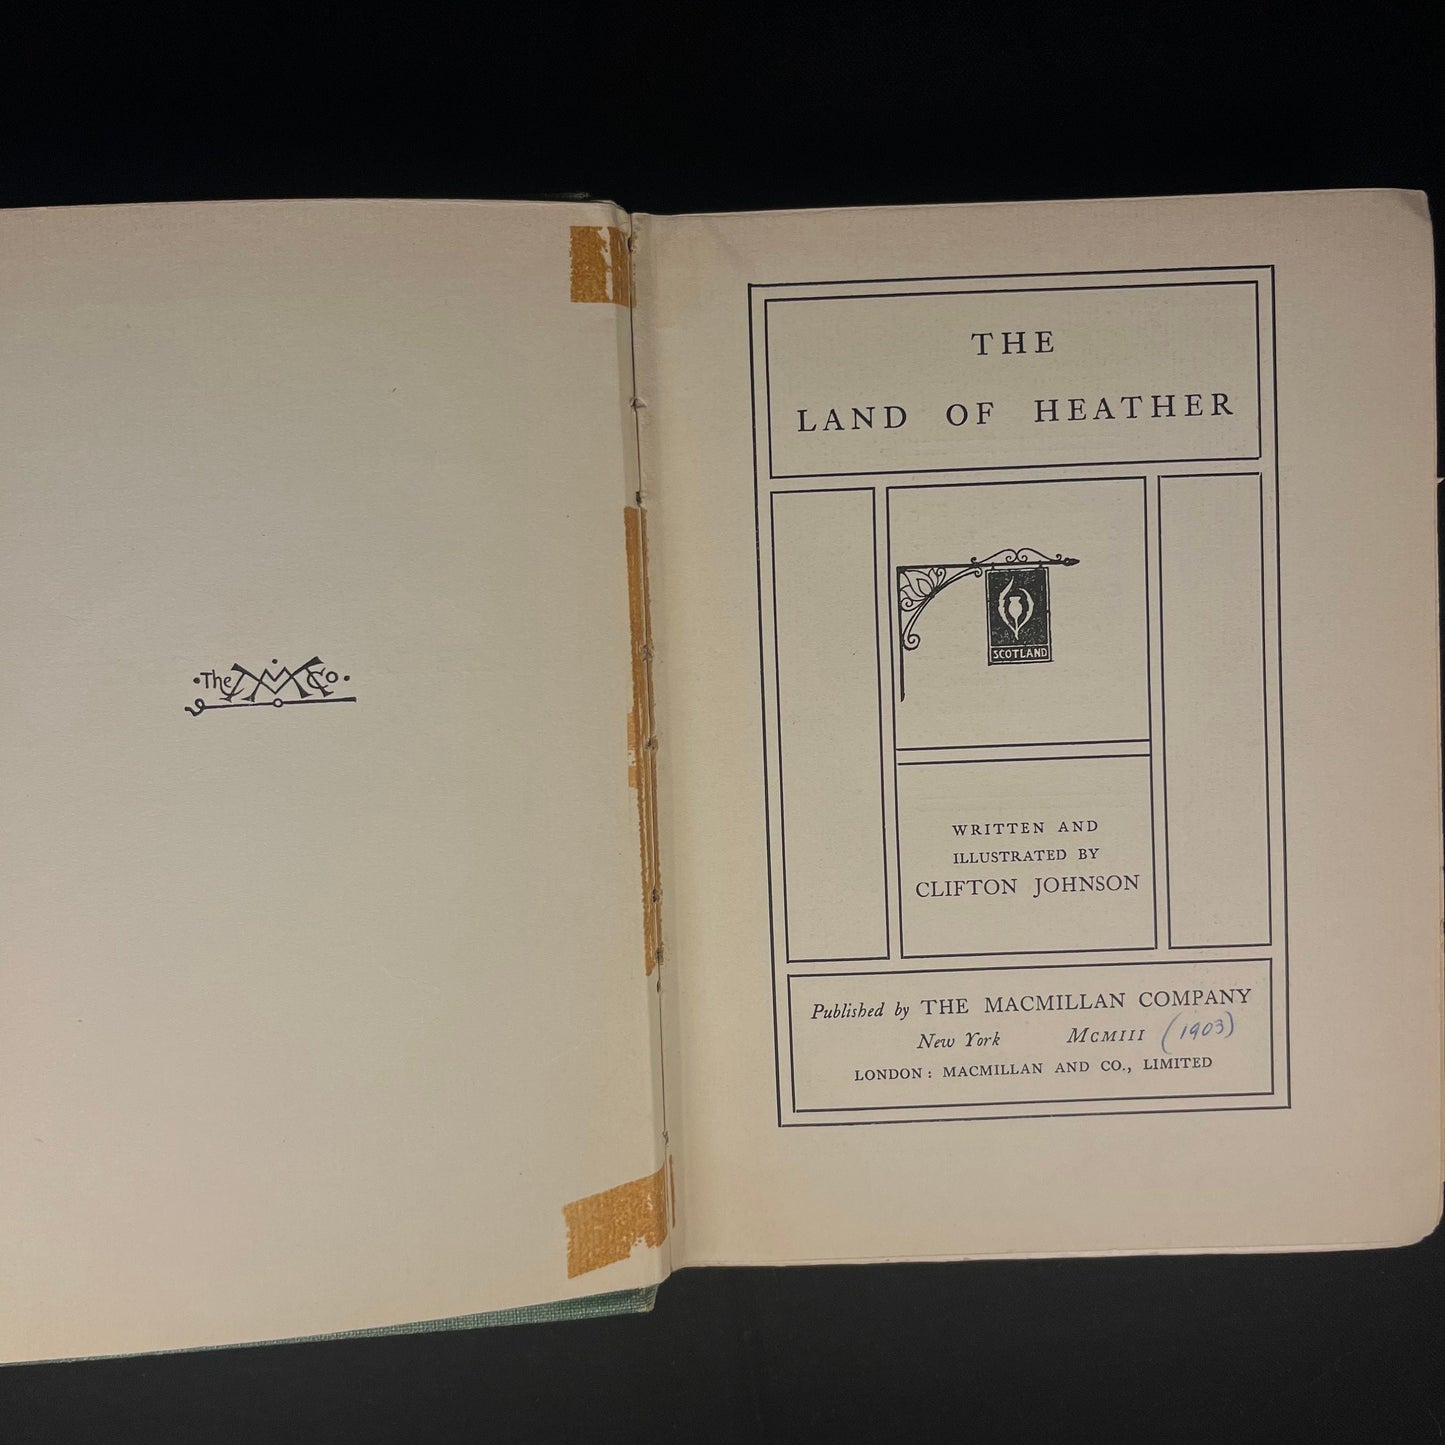 ·The M Co·
THE
LAND OF HEATHER
SCOTLAND
WRITTEN AND
ILLUSTRATED BY
CLIFTON JOHNSON
Published by THE MACMILLAN COMPANY
New York MCMIII (1903)
LONDON: MACMILLAN AND CO., LIMITED